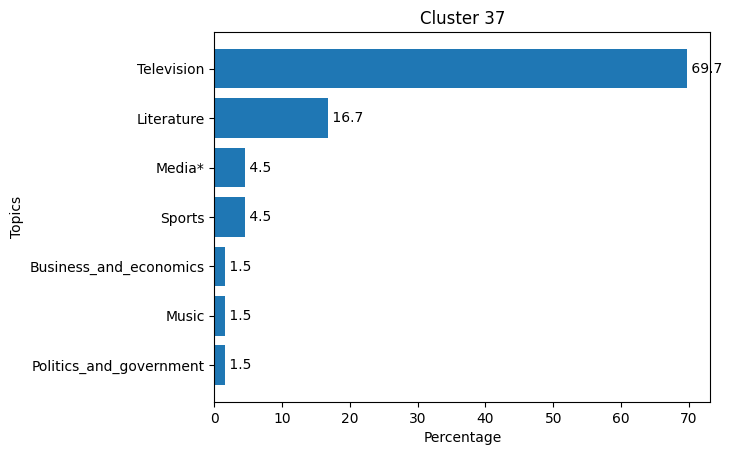 Cluster 37
Television 69.7
Literature 16.7
Media* 4.5
Sports 4.5
Business_and_economics 1.5
Music 1.5
Politics_and_government 1.5
Topics
0 10 20 30 40 50 60 70
Percentage